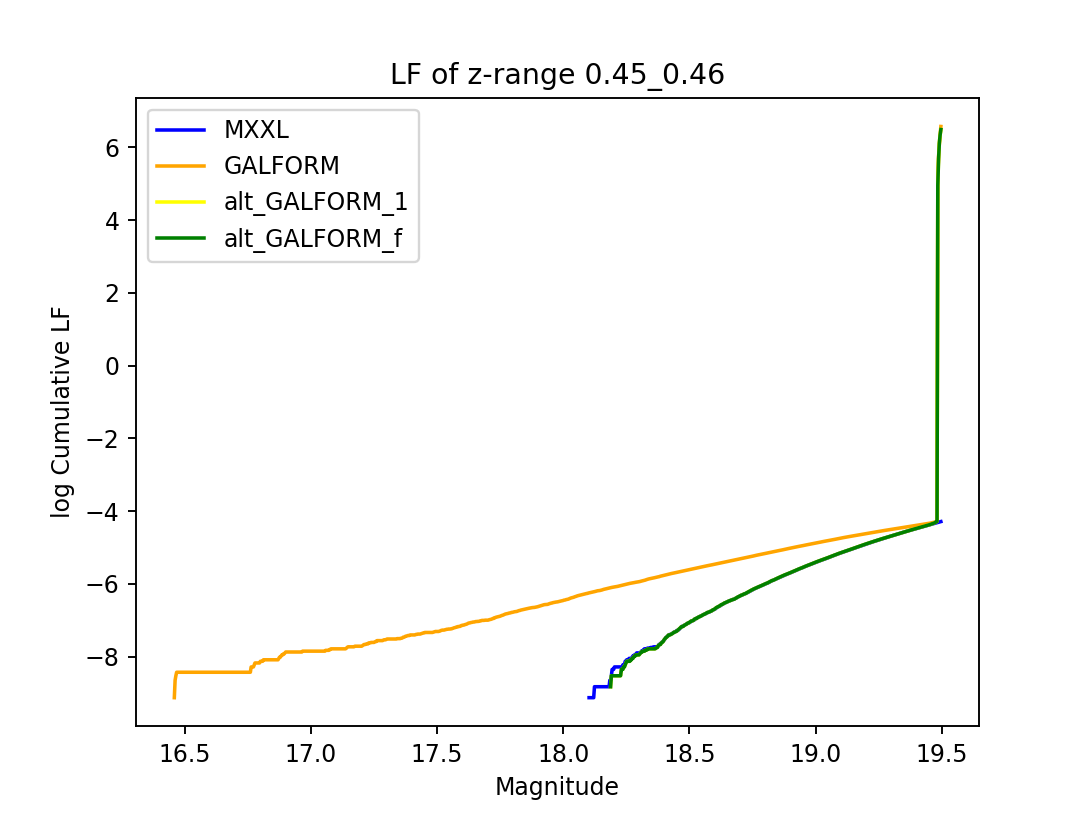 LF of z-range 0.45_0.46
MXXL
GALFORM
alt_GALFORM_1
alt_GALFORM_f
log Cumulative LF
6
4
2
0
−2
−4
−6
−8
16.5 17.0 17.5 18.0 18.5 19.0 19.5
Magnitude